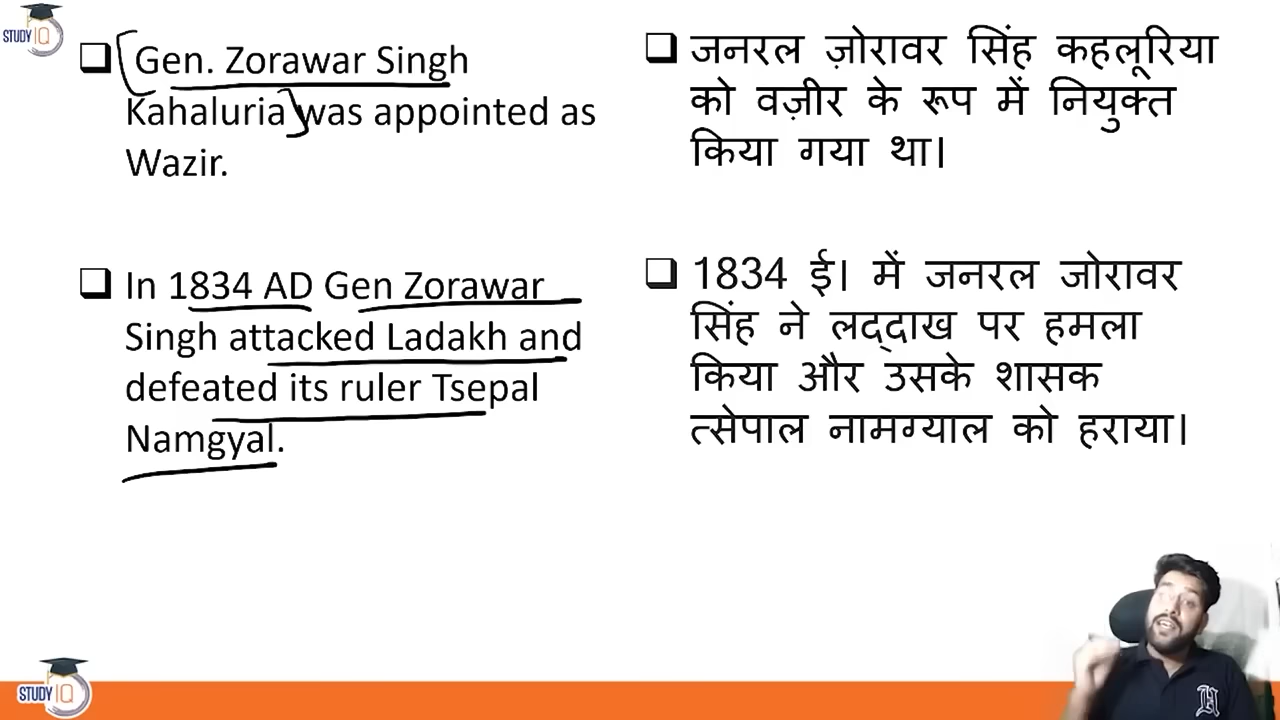 STUDY IQ
Gen. Zorawar Singh
Kahaluria was appointed as
Wazir.
In 1834 AD Gen Zorawar
Singh attacked Ladakh and
defeated its ruler Tsepal
Namgyal.
जनरल ज़ोरावर सिंह कहलूरिया
को वज़ीर के रूप में नियुक्त
किया गया था।
1834 ई। में जनरल जोरावर
सिंह ने लद्दाख पर हमला
किया और उसके शासक
त्सेपाल नामग्याल को हराया।
STUDY IQ